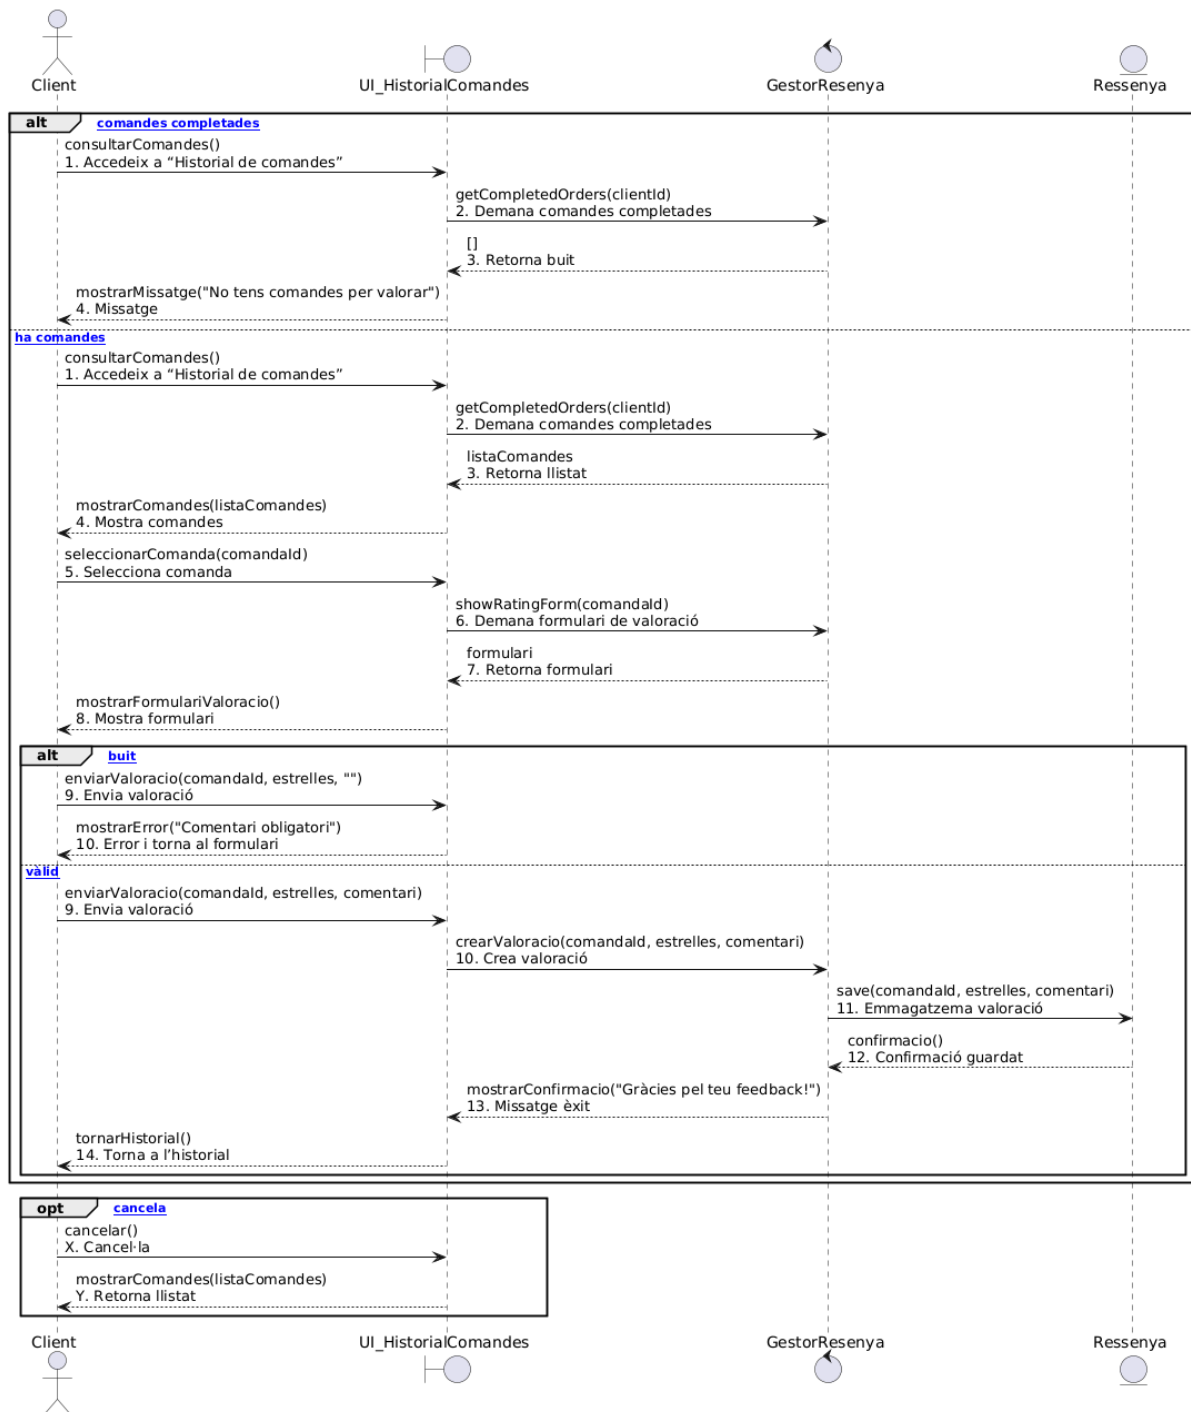 Client
UI_HistorialComandes
GestorResenya
Ressenya
alt
comandes completades
consultarComandes()
1. Accedeix a “Historial de comandes”
getCompletedOrders(clientId)
2. Demana comandes completades
[]
3. Retorna buit
mostrarMissatge("No tens comandes per valorar")
4. Missatge
ha comandes
consultarComandes()
1. Accedeix a “Historial de comandes”
getCompletedOrders(clientId)
2. Demana comandes completades
listaComandes
3. Retorna llistat
mostrarComandes(listaComandes)
4. Mostra comandes
seleccionarComanda(comandaId)
5. Selecciona comanda
showRatingForm(comandaId)
6. Demana formulari de valoració
formulari
7. Retorna formulari
mostrarFormulariValoracio()
8. Mostra formulari
alt
buit
enviarValoracio(comandaId, estrelles, "")
9. Envia valoració
mostrarError("Comentari obligatori")
10. Error i torna al formulari
vàlid
enviarValoracio(comandaId, estrelles, comentari)
9. Envia valoració
crearValoracio(comandaId, estrelles, comentari)
10. Crea valoració
save(comandaId, estrelles, comentari)
11. Emmagatzema valoració
confirmacio()
12. Confirmació guardat
mostrarConfirmacio("Gràcies pel teu feedback!")
13. Missatge èxit
tornarHistorial()
14. Torna a l’historial
opt
cancela
cancelar()
X. Cancel·la
mostrarComandes(listaComandes)
Y. Retorna llistat
Client
UI_HistorialComandes
GestorResenya
Ressenya